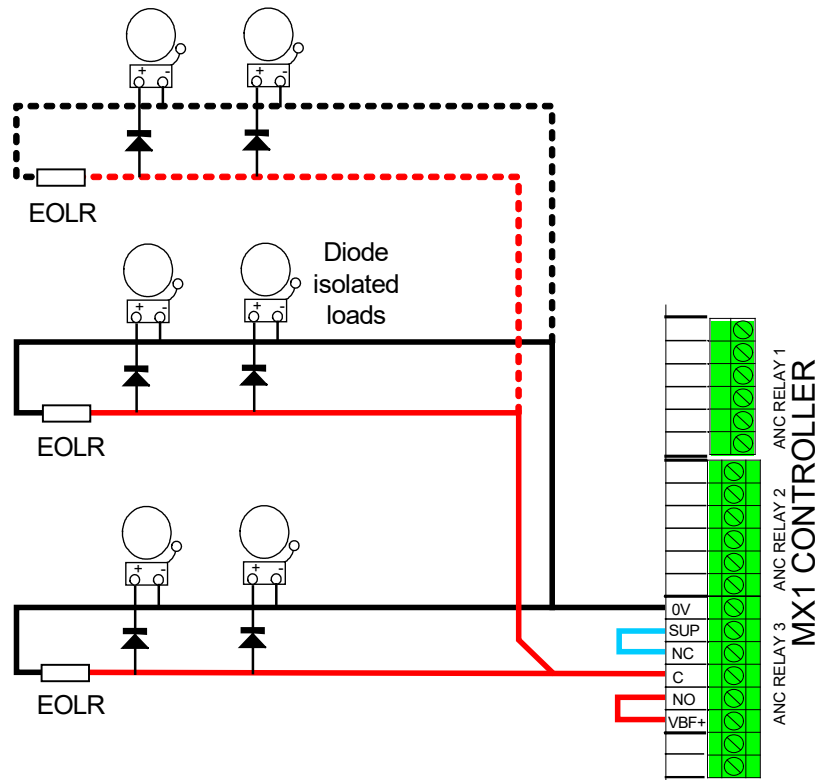 + -
+ -
EOLR
Diode
isolated
loads
+ -
+ -
EOLR
+ -
+ -
EOLR
ANC RELAY 1
ANC RELAY 2
ANC RELAY 3
MX1 CONTROLLER
0V
SUP
NC
C
NO
VBF+